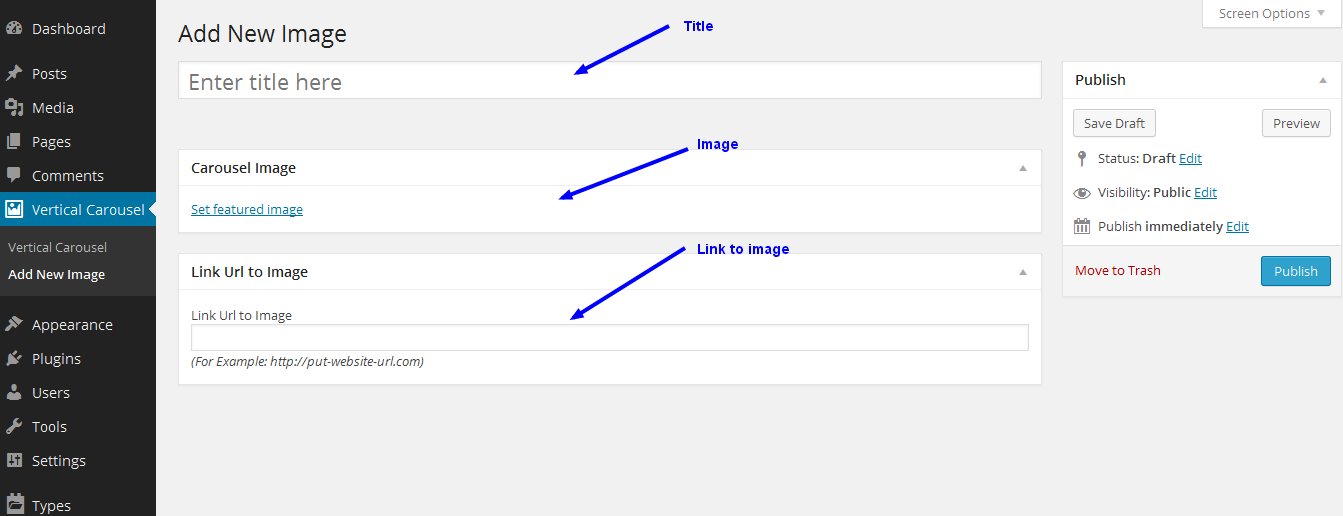 Dashboard
Posts
Media
Pages
Comments
Vertical Carousel
Vertical Carousel
Add New Image
Appearance
Plugins
Users
Tools
Settings
Types
Screen Options
Add New Image
Title
Enter title here
Image
Carousel Image
Set featured image
Link to image
Link Url to Image
Link Url to Image
(For Example: http://put-website-url.com)
Publish
Save Draft Preview
Status: Draft Edit
Visibility: Public Edit
Publish immediately Edit
Move to Trash Publish